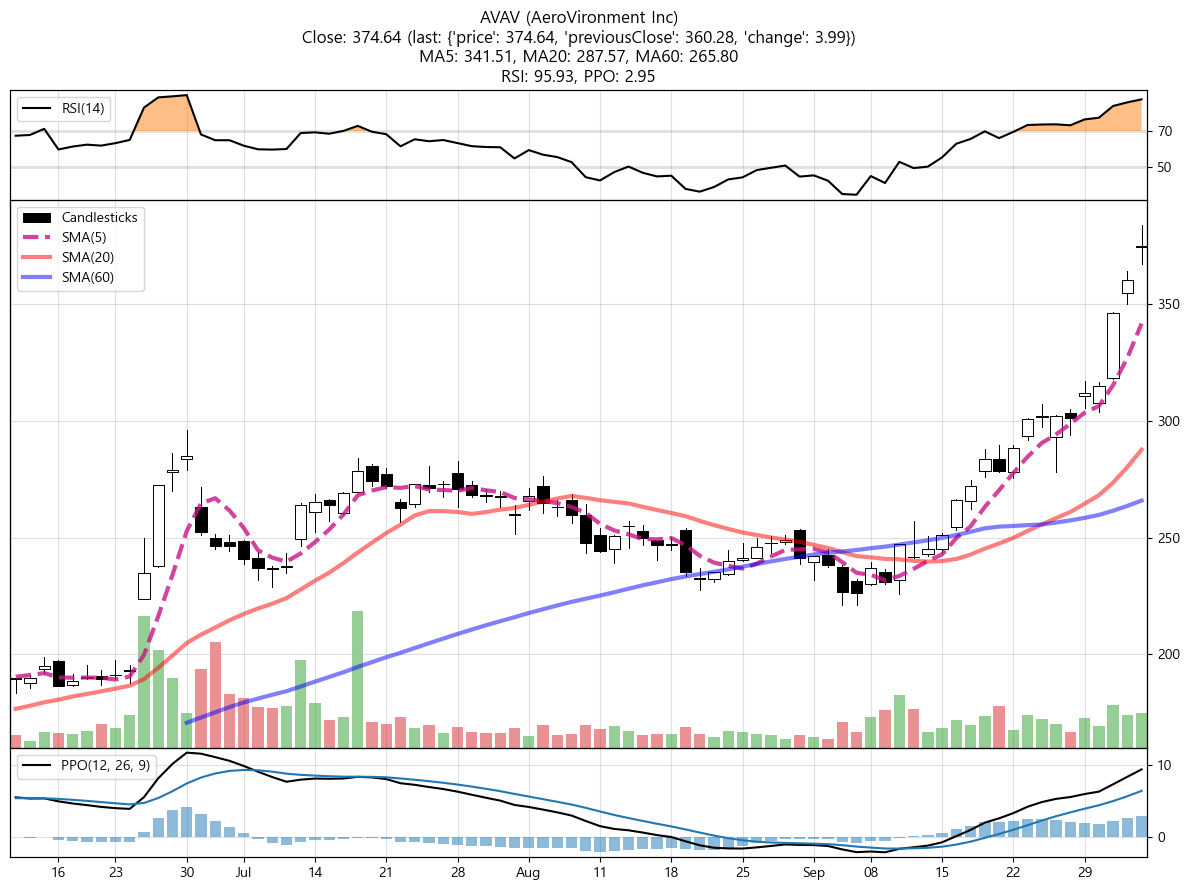 AVAV (AeroVironment Inc)
Close: 374.64 (last: {'price': 374.64, 'previousClose': 360.28, 'change': 3.99})
MA5: 341.51, MA20: 287.57, MA60: 265.80
RSI: 95.93, PPO: 2.95
RSI(14)
70
50
Candlesticks
SMA(5)
SMA(20)
SMA(60)
350
300
250
200
PPO(12, 26, 9)
10
0
16 23 30 Jul 14 21 28 Aug 11 18 25 Sep 08 15 22 29